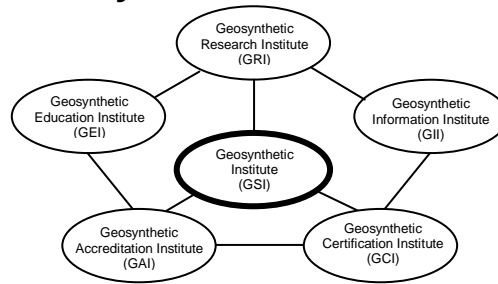 Geosynthetic
Research Institute
(GRI)
Geosynthetic
Education Institute
(GEI)
Geosynthetic
Information Institute
(GII)
Geosynthetic
Institute
(GSI)
Geosynthetic
Accreditation Institute
(GAI)
Geosynthetic
Certification Institute
(GCI)